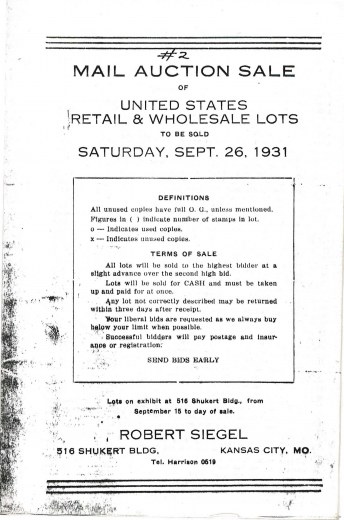 #2
MAIL AUCTION SALE
OF
UNITED STATES
RETAIL & WHOLESALE LOTS
TO BE SOLD
SATURDAY, SEPT. 26, 1931
DEFINITIONS
All unused copies have full O. G., unless mentioned.
Figures in ( ) indicate number of stamps in lot.
o — Indicates used copies.
x — Indicates unused copies.
TERMS OF SALE
All lots will be sold to the highest bidder at a
slight advance over the second high bid.
Lots will be sold for CASH and must be taken
up and paid for at once.
Any lot not correctly described may be returned
within three days after receipt.
Your liberal bids are requested as we always buy
below your limit when possible.
Successful bidders will pay postage and insur-
ance or registration.
SEND BIDS EARLY
Lots on exhibit at 516 Shukert Bldg., from
September 15 to day of sale.
ROBERT SIEGEL
516 SHUKERT BLDG, KANSAS CITY, MO.
Tel. Harrison 0619